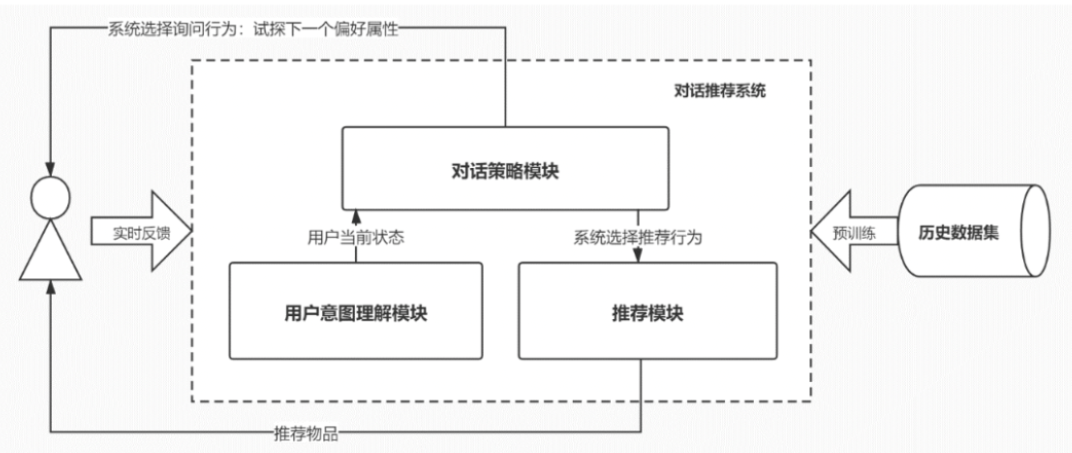 系统选择询问行为：试探下一个偏好属性
对话推荐系统
对话策略模块
实时反馈
用户当前状态
系统选择推荐行为
预训练
历史数据集
用户意图理解模块
推荐模块
推荐物品